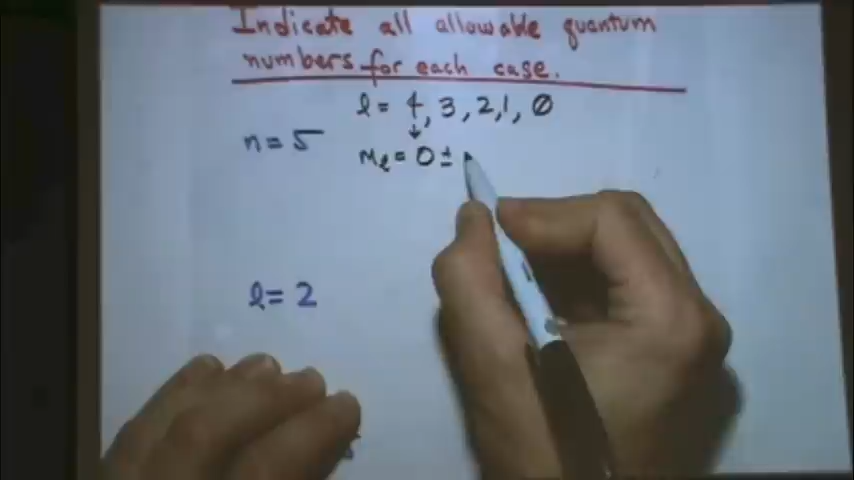 Indicate all allowable quantum
numbers for each case.
l = 4, 3, 2, 1, 0
n = 5
↓
ml = 0 ±
l = 2